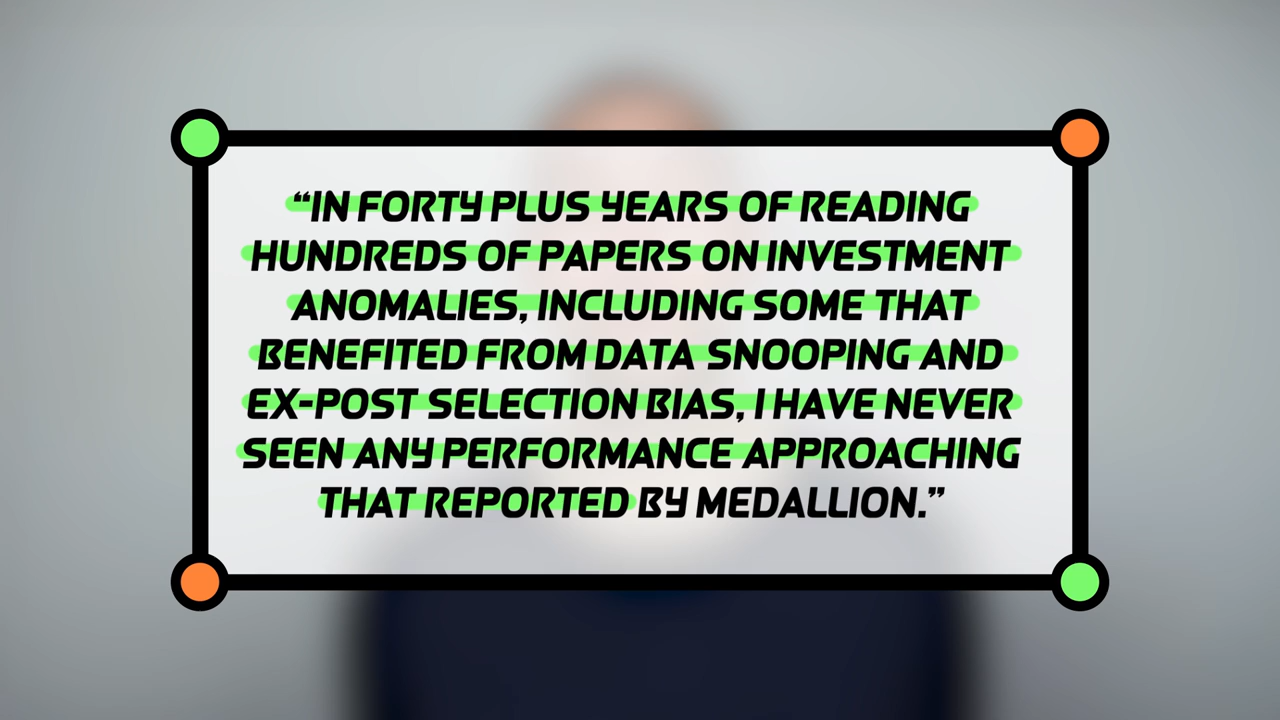 “IN FORTY PLUS YEARS OF READING
HUNDREDS OF PAPERS ON INVESTMENT
ANOMALIES, INCLUDING SOME THAT
BENEFITED FROM DATA SNOOPING AND
EX-POST SELECTION BIAS, I HAVE NEVER
SEEN ANY PERFORMANCE APPROACHING
THAT REPORTED BY MEDALLION.”